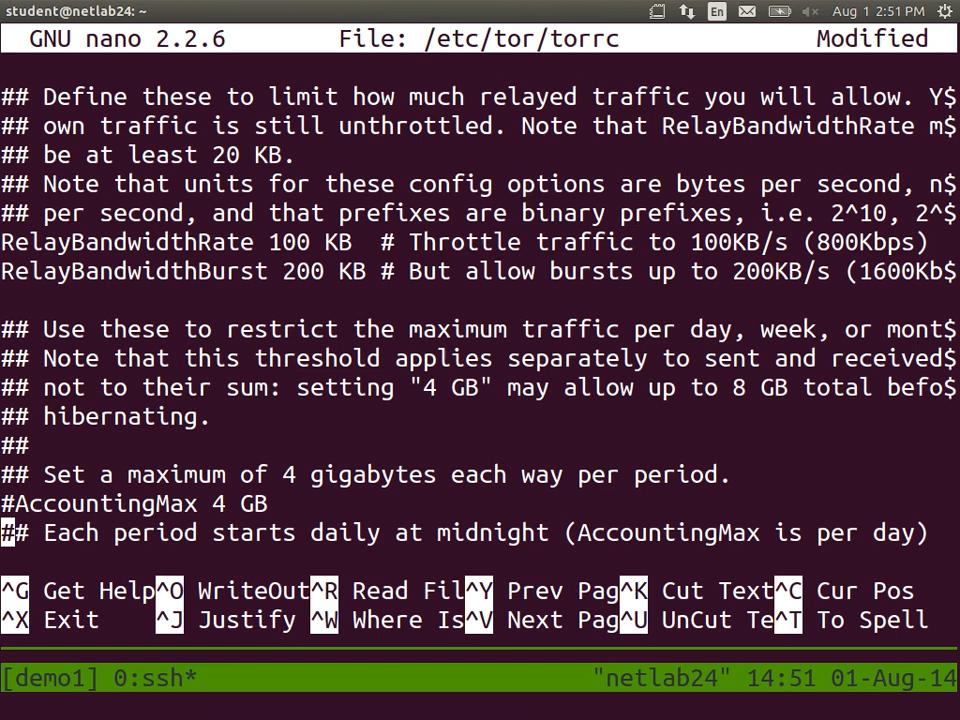 student@netlab24: ~
En
Aug 1 2:51 PM
GNU nano 2.2.6 File: /etc/tor/torrc Modified
## Define these to limit how much relayed traffic you will allow. Y$
## own traffic is still unthrottled. Note that RelayBandwidthRate m$
## be at least 20 KB.
## Note that units for these config options are bytes per second, n$
## per second, and that prefixes are binary prefixes, i.e. 2^10, 2^$
RelayBandwidthRate 100 KB  # Throttle traffic to 100KB/s (800Kbps)
RelayBandwidthBurst 200 KB # But allow bursts up to 200KB/s (1600Kb$
## Use these to restrict the maximum traffic per day, week, or mont$
## Note that this threshold applies separately to sent and received$
## not to their sum: setting "4 GB" may allow up to 8 GB total befo$
## hibernating.
##
## Set a maximum of 4 gigabytes each way per period.
#AccountingMax 4 GB
## Each period starts daily at midnight (AccountingMax is per day)
^G Get Help^O WriteOut^R Read Fil^Y Prev Pag^K Cut Text^C Cur Pos
^X Exit ^J Justify ^W Where Is^V Next Pag^U UnCut Te^T To Spell
[demo1] 0:ssh* "netlab24" 14:51 01-Aug-14